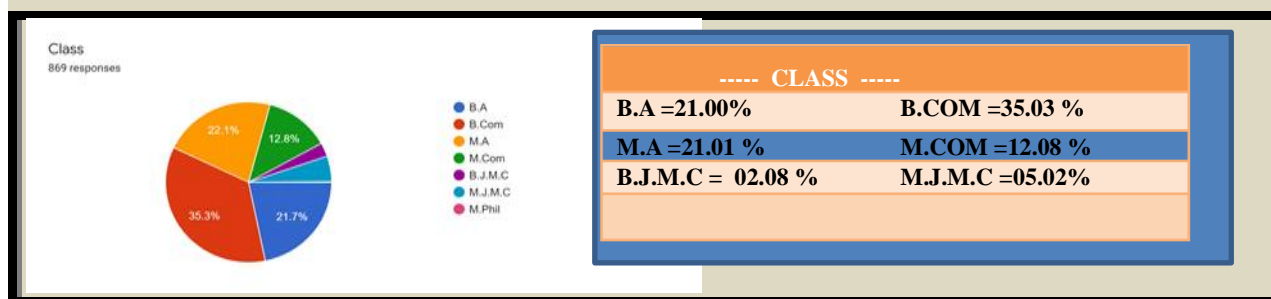 Class
869 responses
22.1%
12.8%
35.3%
21.7%
B.A
B.Com
M.A
M.Com
B.J.M.C
M.J.M.C
M.Phil
----- CLASS -----
B.A =21.00% B.COM =35.03 %
M.A =21.01 % M.COM =12.08 %
B.J.M.C = 02.08 % M.J.M.C =05.02%